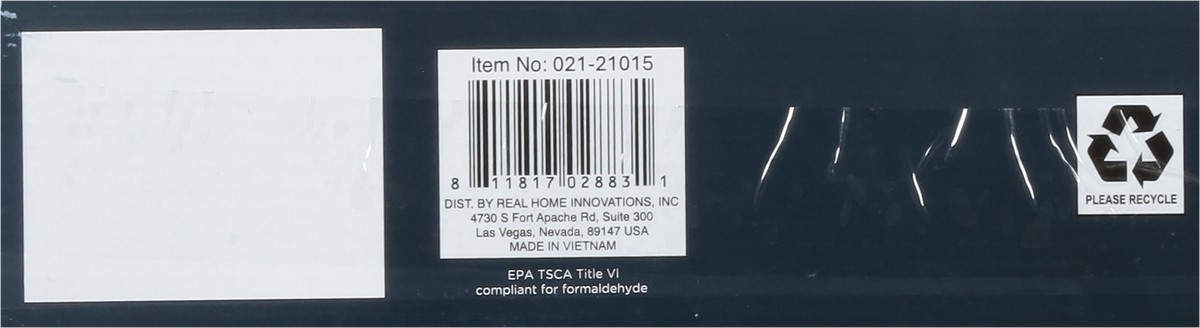 Item No: 021-21015
8 11817 02883 1
DIST. BY REAL HOME INNOVATIONS, INC
4730 S Fort Apache Rd, Suite 300
Las Vegas, Nevada, 89147 USA
MADE IN VIETNAM
EPA TSCA Title VI
compliant for formaldehyde
PLEASE RECYCLE